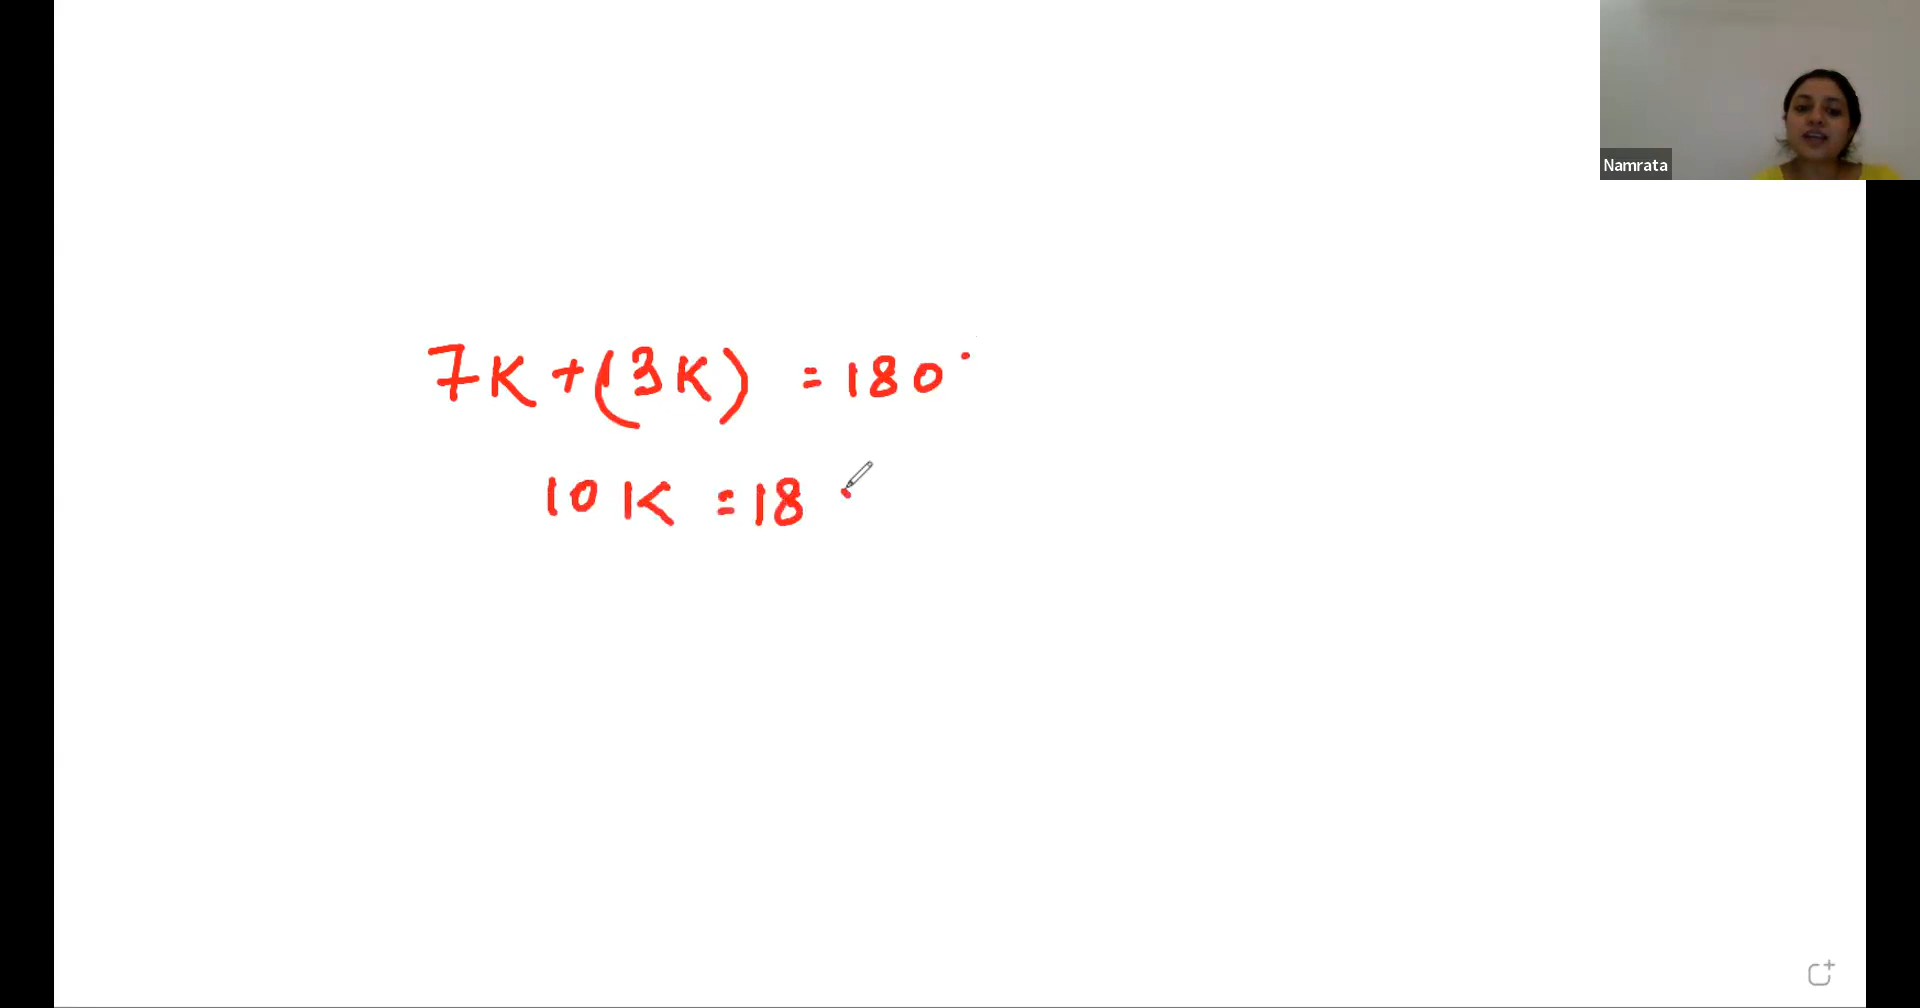 Namrata
7K + (3K) = 180°
10K = 18